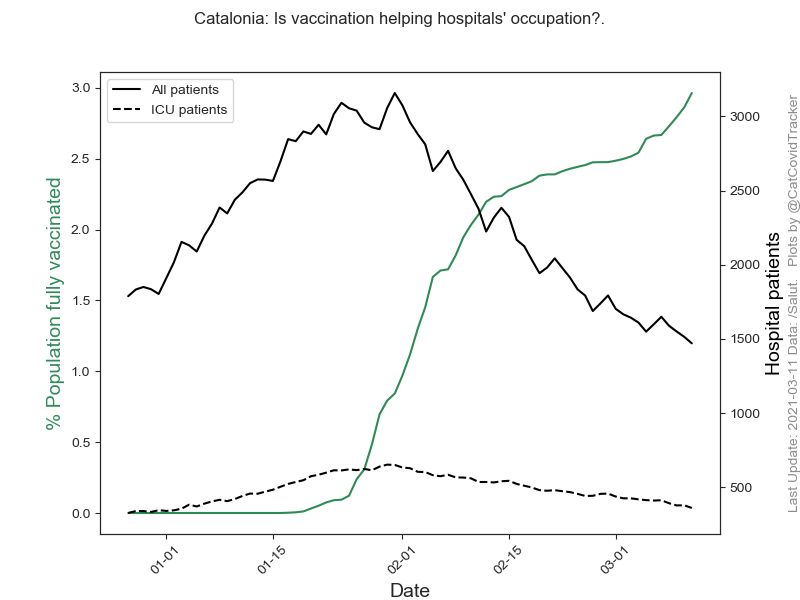 Catalonia: Is vaccination helping hospitals' occupation?.
All patients
ICU patients
% Population fully vaccinated
3.0
2.5
2.0
1.5
1.0
0.5
0.0
3000
2500
2000
1500
1000
500
Hospital patients
Last Update: 2021-03-11 Data: /Salut. Plots by @CatCovidTracker
01-01
01-15
02-01
02-15
03-01
Date